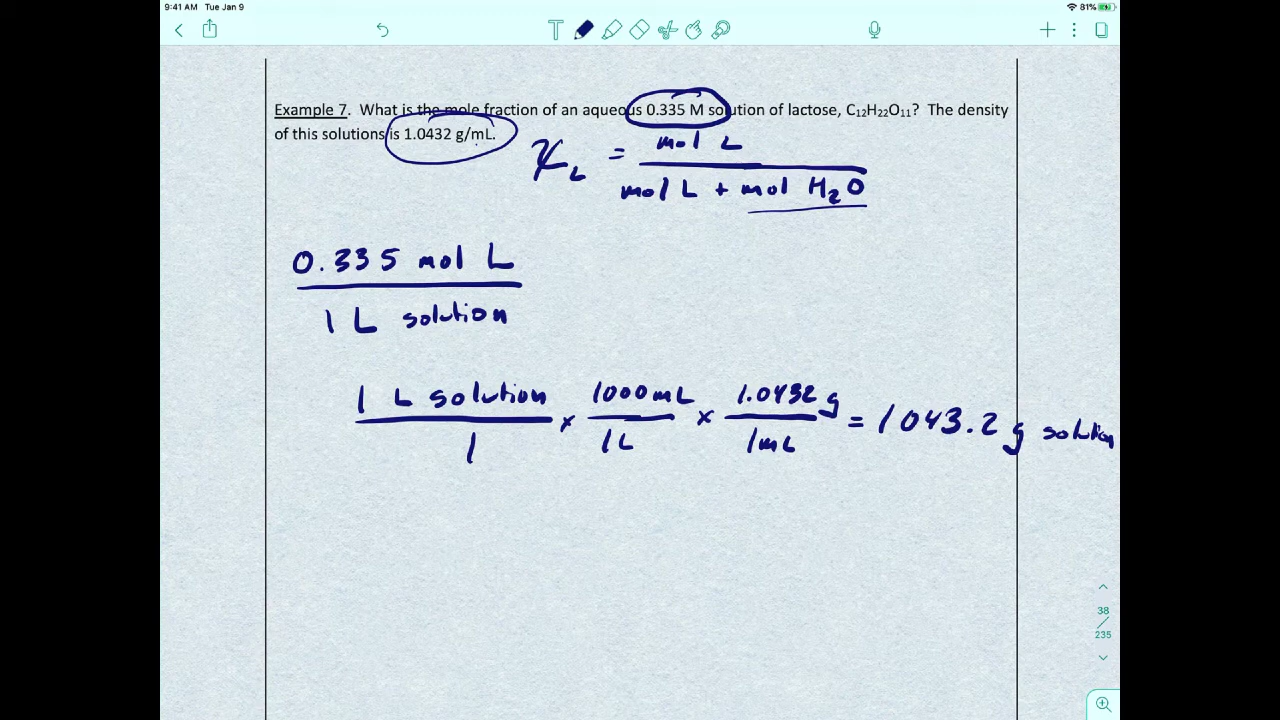 9:41 AM Tue Jan 9
81%
T
Example 7. What is the mole fraction of an aqueous 0.335 M solution of lactose, C₁₂H₂₂O₁₁? The density
of this solutions is 1.0432 g/mL.
χ_L = mol L / mol L + mol H₂O
0.335 mol L
1 L solution
1 L solution / 1 × 1000 mL / 1 L × 1.0432 g / 1 mL = 1043.2 g solution
38
/
235